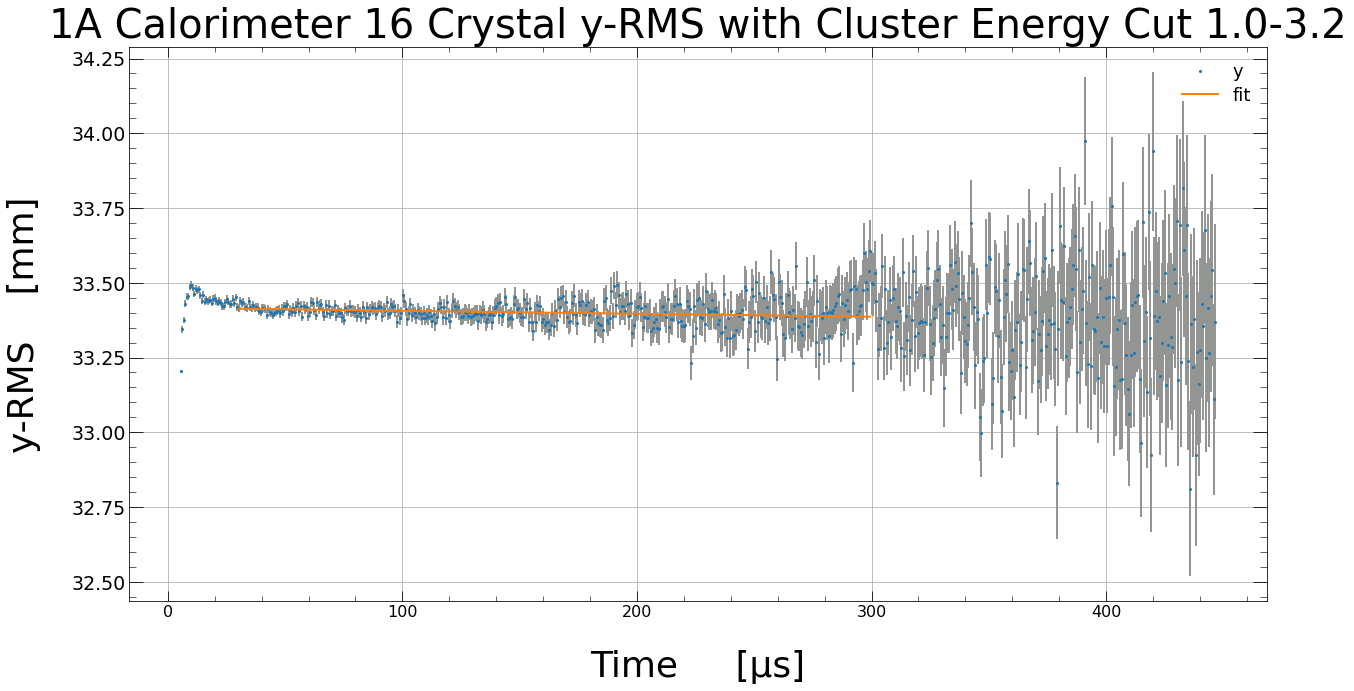 1A Calorimeter 16 Crystal y-RMS with Cluster Energy Cut 1.0-3.2
y
fit
34.25
34.00
33.75
33.50
33.25
33.00
32.75
32.50
y-RMS [mm]
0 100 200 300 400
Time [µs]